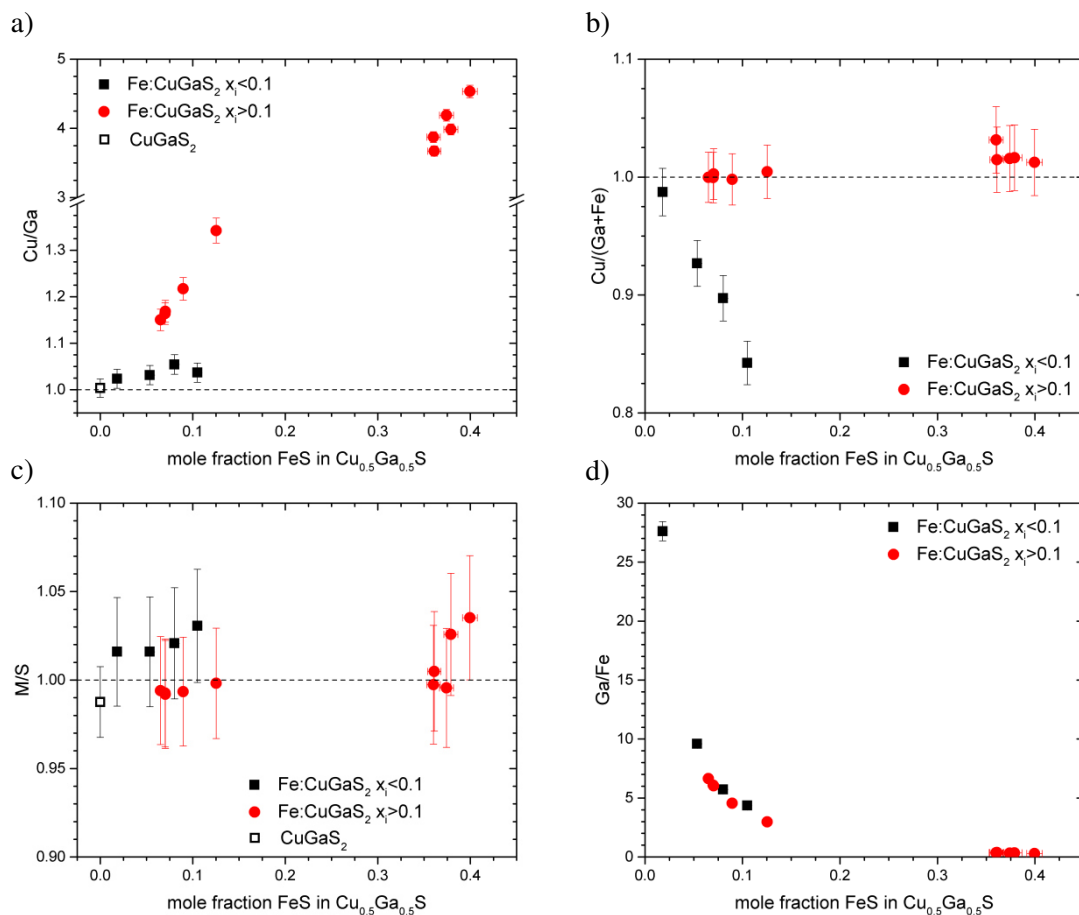 a)
5
4
3
1.3
1.2
1.1
1.0
Cu/Ga
Fe:CuGaS₂ xᵢ<0.1
Fe:CuGaS₂ xᵢ>0.1
CuGaS₂
0.0 0.1 0.2 0.3 0.4
mole fraction FeS in Cu₀.₅Ga₀.₅S
b)
1.1
1.0
0.9
0.8
Cu/(Ga+Fe)
Fe:CuGaS₂ xᵢ<0.1
Fe:CuGaS₂ xᵢ>0.1
0.0 0.1 0.2 0.3 0.4
mole fraction FeS in Cu₀.₅Ga₀.₅S
c)
1.10
1.05
1.00
0.95
0.90
M/S
Fe:CuGaS₂ xᵢ<0.1
Fe:CuGaS₂ xᵢ>0.1
CuGaS₂
0.0 0.1 0.2 0.3 0.4
mole fraction FeS in Cu₀.₅Ga₀.₅S
d)
30
25
20
15
10
5
0
Ga/Fe
Fe:CuGaS₂ xᵢ<0.1
Fe:CuGaS₂ xᵢ>0.1
0.0 0.1 0.2 0.3 0.4
mole fraction FeS in Cu₀.₅Ga₀.₅S